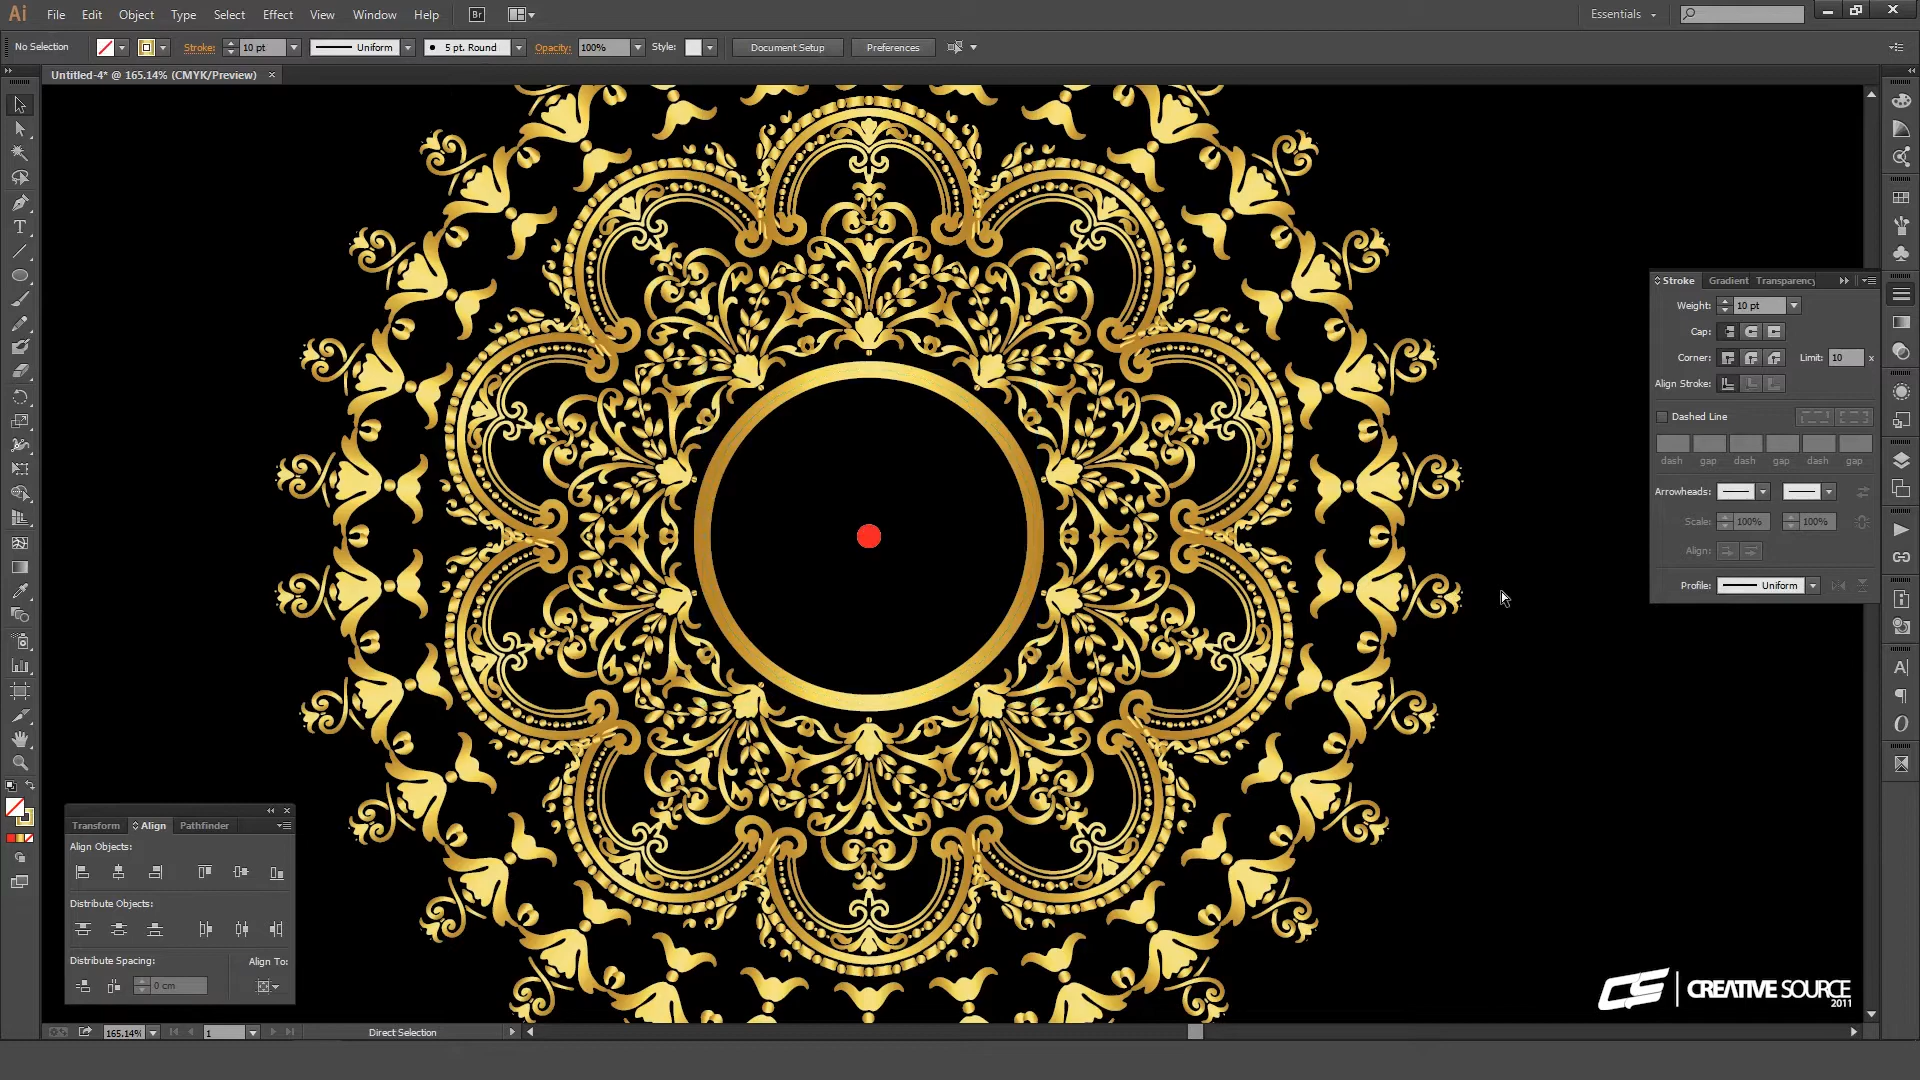 Ai File Edit Object Type Select Effect View Window Help Br Essentials
No Selection Stroke: 10 pt Uniform 5 pt. Round Opacity: 100% Style: Document Setup Preferences
Untitled-4* @ 165.14% (CMYK/Preview)
Stroke Gradient Transparency
Weight: 10 pt
Cap:
Corner: Limit: 10 x
Align Stroke:
Dashed Line
dash gap dash gap dash gap
Arrowheads:
Scale: 100% 100%
Align:
Profile: Uniform
Transform Align Pathfinder
Align Objects:
Distribute Objects:
Distribute Spacing: Align To:
0 cm
CS CREATIVE SOURCE
2011
165.14% 1 Direct Selection